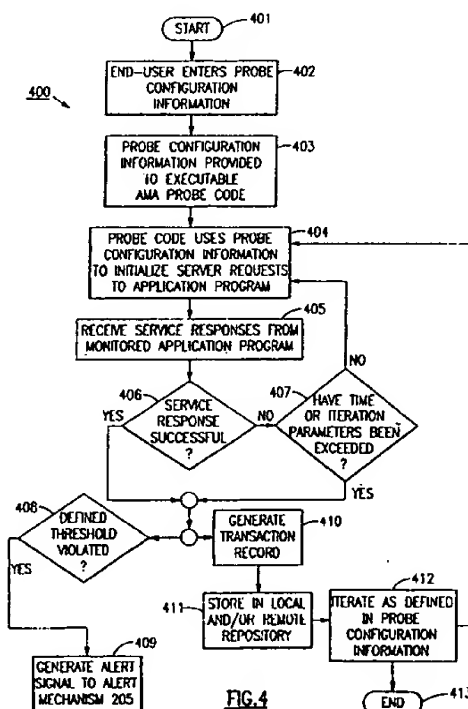 401
START
402
END-USER ENTERS PROBE
CONFIGURATION
INFORMATION
400
403
PROBE CONFIGURATION
INFORMATION PROVIDED
TO EXECUTABLE
AMA PROBE CODE
404
PROBE CODE USES PROBE
CONFIGURATION INFORMATION
TO INITIALIZE SERVER REQUESTS
TO APPLICATION PROGRAM
405
RECEIVE SERVICE RESPONSES FROM
MONITORED APPLICATION PROGRAM
NO
406
407
YES
SERVICE
RESPONSE
SUCCESSFUL
?
NO
HAVE TIME
OR ITERATION
PARAMETERS BEEN
EXCEEDED
?
YES
408
DEFINED
THRESHOLD
VIOLATED
?
YES
410
GENERATE
TRANSACTION
RECORD
411
STORE IN LOCAL
AND/OR REMOTE
REPOSITORY
412
ITERATE AS DEFINED
IN PROBE
CONFIGURATION
INFORMATION
409
GENERATE ALERT
SIGNAL TO ALERT
MECHANISM 205
FIG.4
END
413